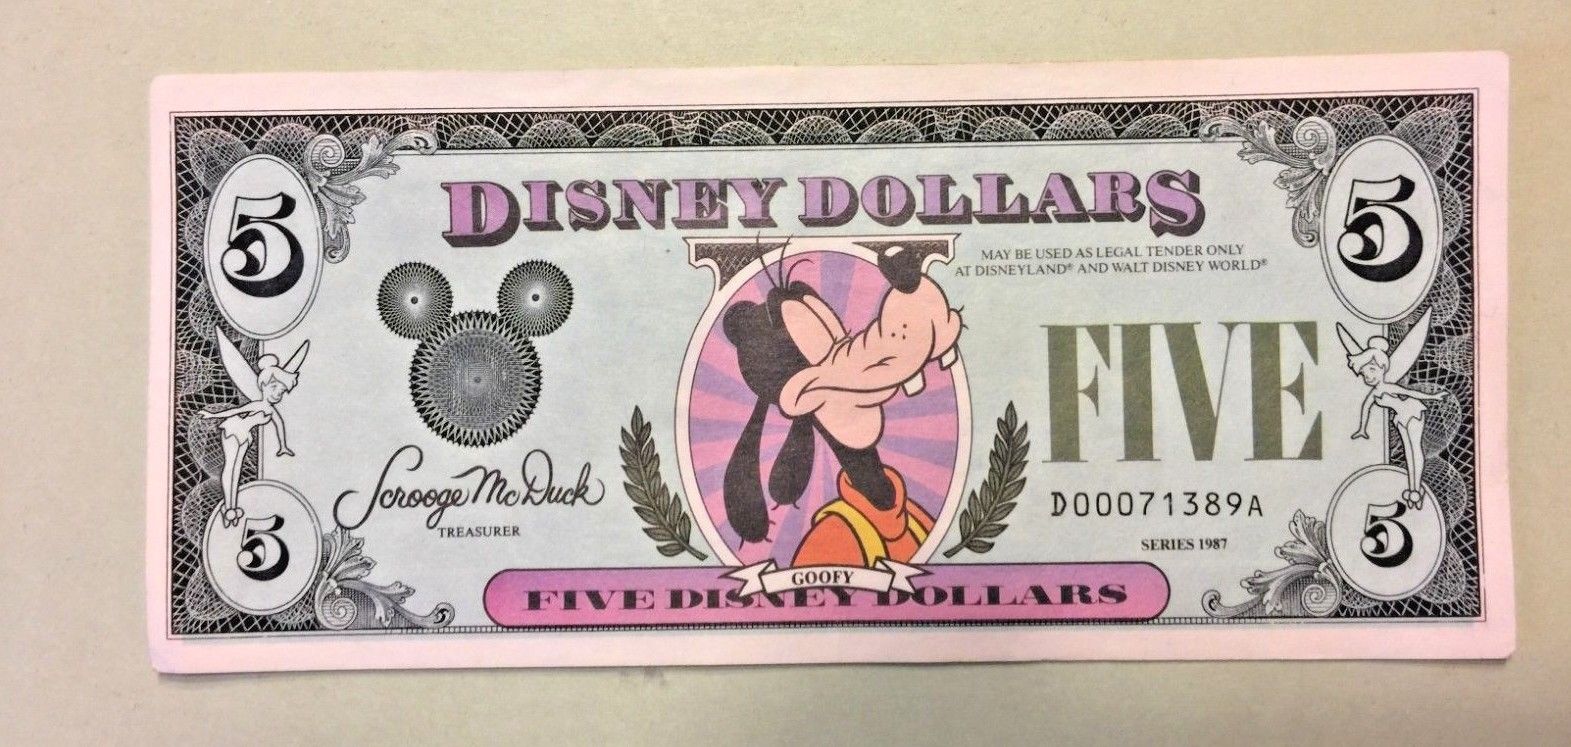 5
5
DISNEY DOLLARS
MAY BE USED AS LEGAL TENDER ONLY
AT DISNEYLAND® AND WALT DISNEY WORLD®
FIVE
Scrooge McDuck
TREASURER
D00071389A
SERIES 1987
5
5
GOOFY
FIVE DISNEY DOLLARS